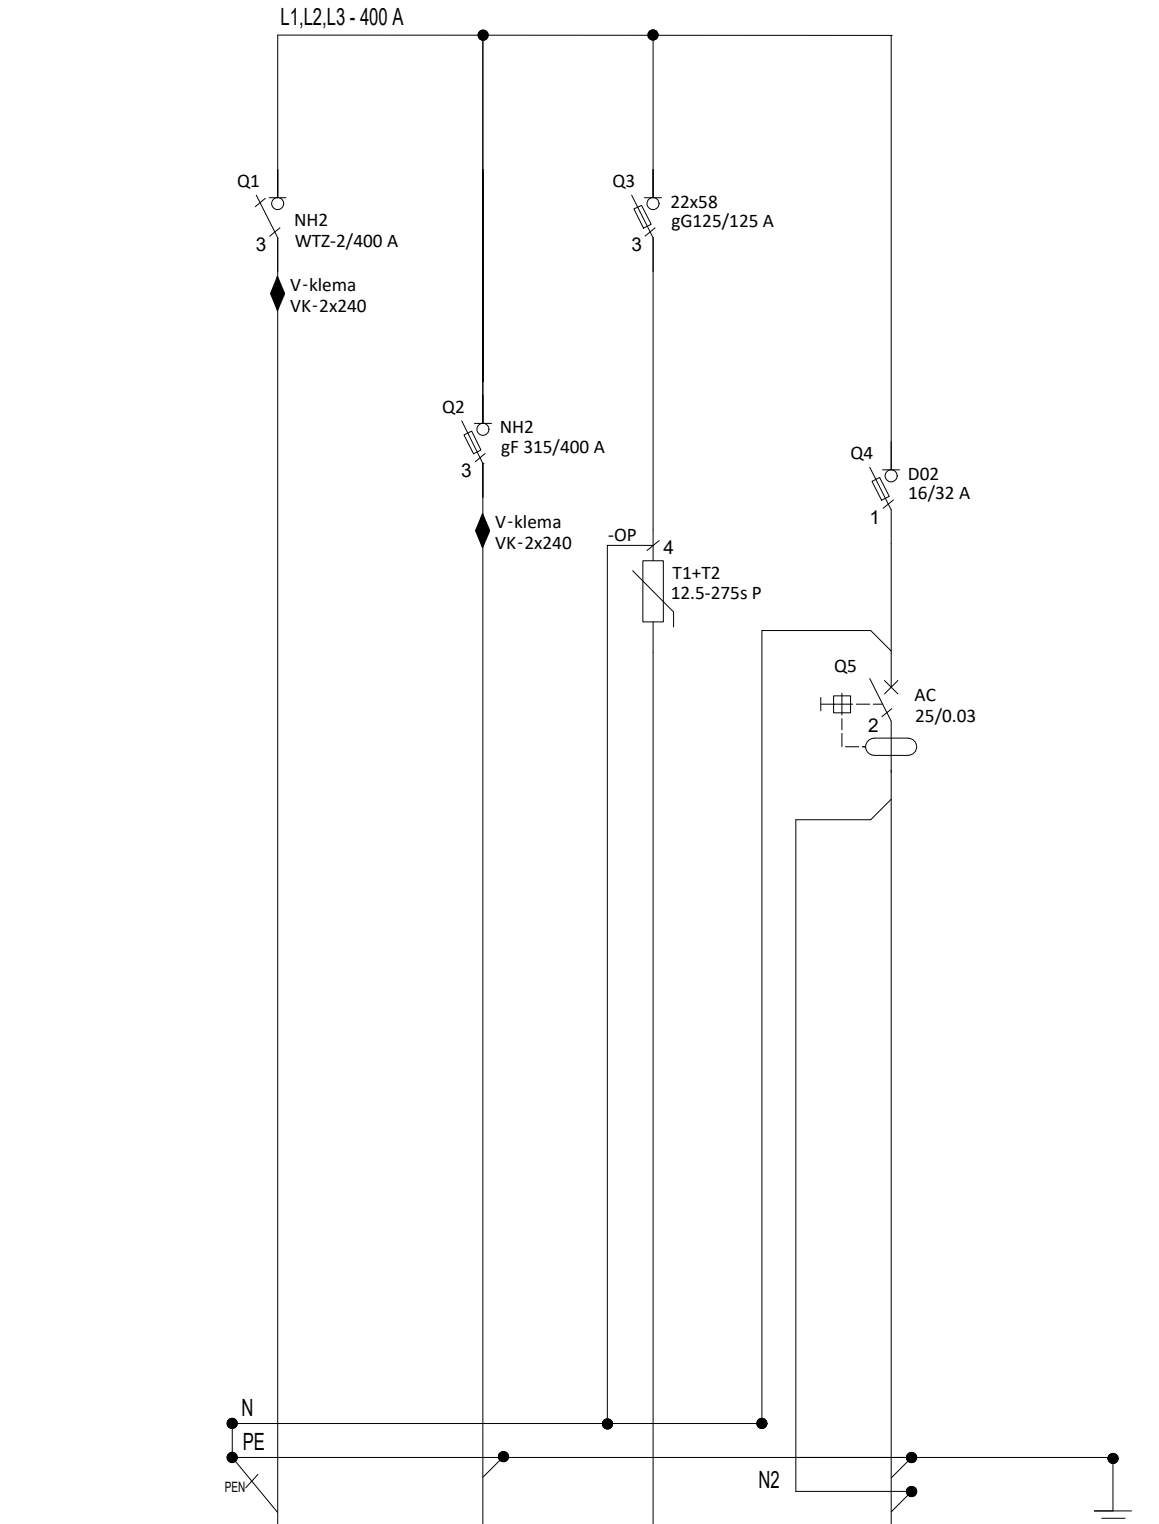 L1,L2,L3 - 400 A
Q1
NH2
WTZ-2/400 A
3
V-klema
VK-2x240
Q3
22x58
gG125/125 A
3
Q2
NH2
gF 315/400 A
3
V-klema
VK-2x240
Q4
D02
16/32 A
1
-OP
4
T1+T2
12.5-275s P
Q5
AC
25/0.03
2
N
PE
PEN
N2